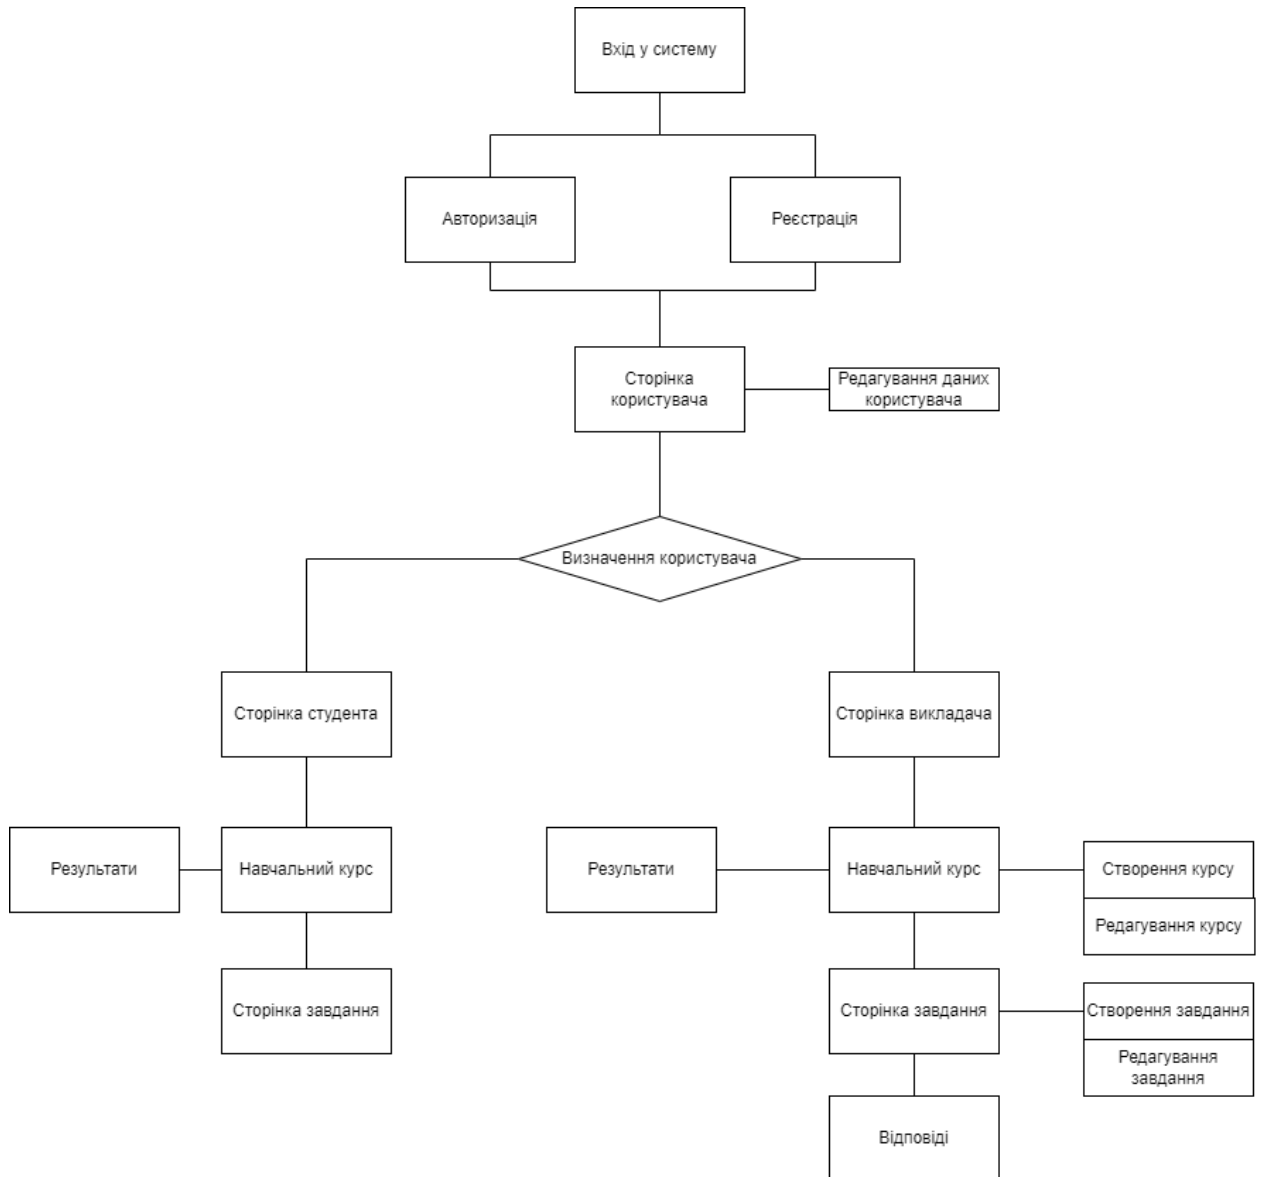 Вхід у систему
Авторизація
Реєстрація
Сторінка
користувача
Редагування даних
користувача
Визначення користувача
Сторінка студента
Сторінка викладача
Результати
Навчальний курс
Результати
Навчальний курс
Створення курсу
Редагування курсу
Сторінка завдання
Сторінка завдання
Створення завдання
Редагування
завдання
Відповіді